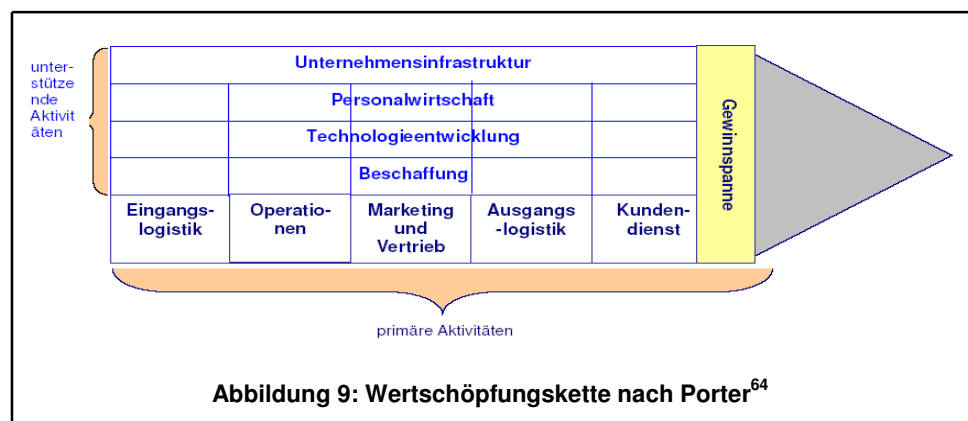 unter-
stütze
nde
Aktivit
äten
Unternehmensinfrastruktur
Personalwirtschaft
Technologieentwicklung
Beschaffung
Eingangs-
logistik
Operatio-
nen
Marketing
und
Vertrieb
Ausgangs
-logistik
Kunden-
dienst
Gewinnspanne
primäre Aktivitäten
Abbildung 9: Wertschöpfungskette nach Porter64